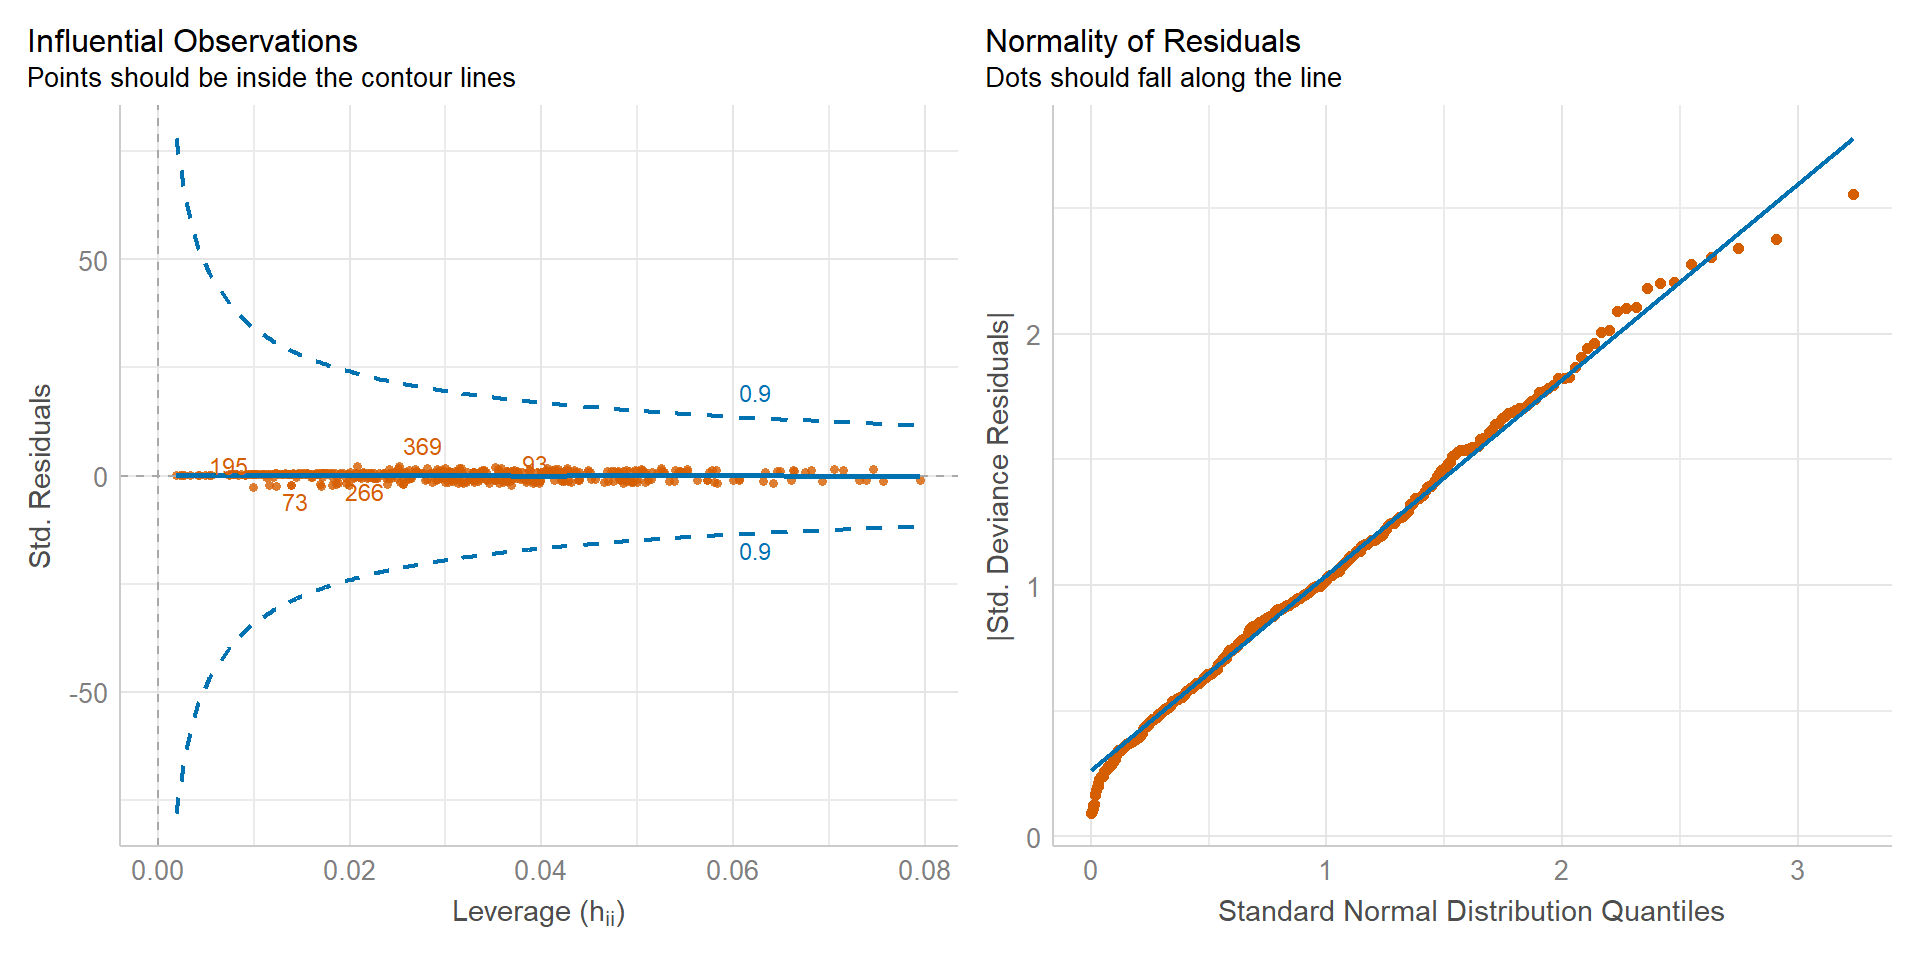 Influential Observations
Points should be inside the contour lines
Std. Residuals
50
0
-50
0.9
0.9
195
369
93
73
266
0.00 0.02 0.04 0.06 0.08
Leverage (hᵢᵢ)
Normality of Residuals
Dots should fall along the line
|Std. Deviance Residuals|
2
1
0
0 1 2 3
Standard Normal Distribution Quantiles